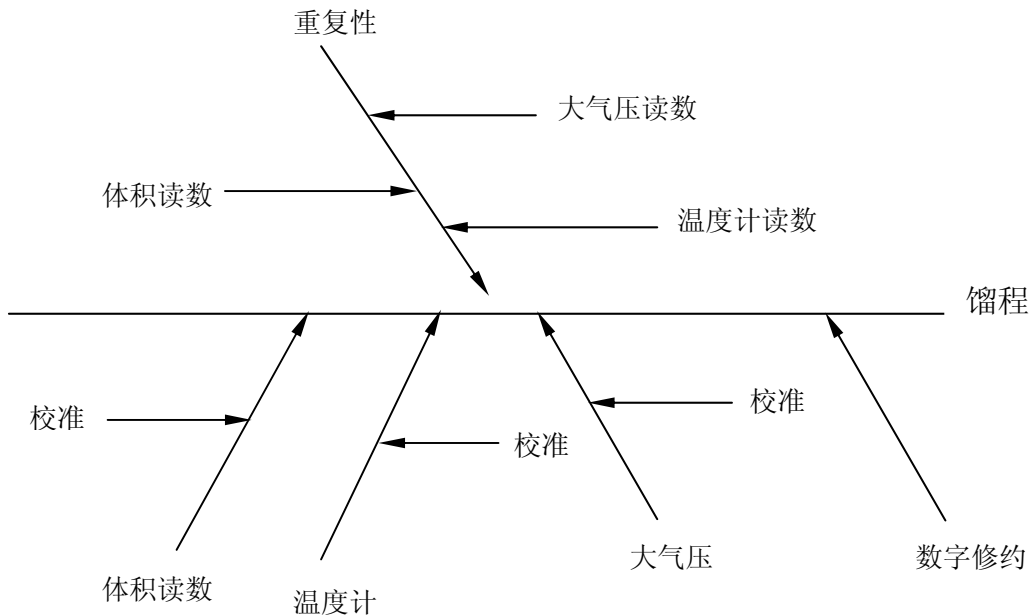 重复性
大气压读数
体积读数
温度计读数
馏程
校准
校准
校准
体积读数
温度计
大气压
数字修约